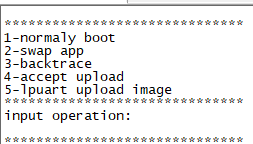 ******************************
1-normaly boot
2-swap app
3-backtrace
4-accept upload
5-lpuart upload image
******************************
input operation:
******************************